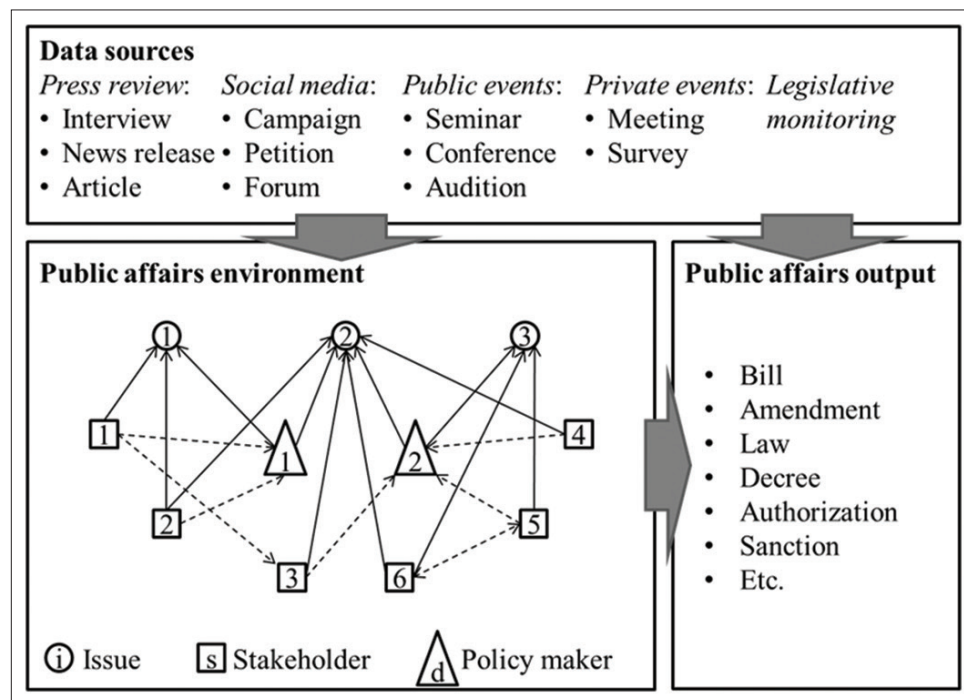 Data sources
Press review: Social media: Public events: Private events: Legislative
• Interview • Campaign • Seminar • Meeting monitoring
• News release • Petition • Conference • Survey
• Article • Forum • Audition
Public affairs environment
1 2 3
1 1 2 4
2 5
3 6
i Issue s Stakeholder d Policy maker
Public affairs output
• Bill
• Amendment
• Law
• Decree
• Authorization
• Sanction
• Etc.